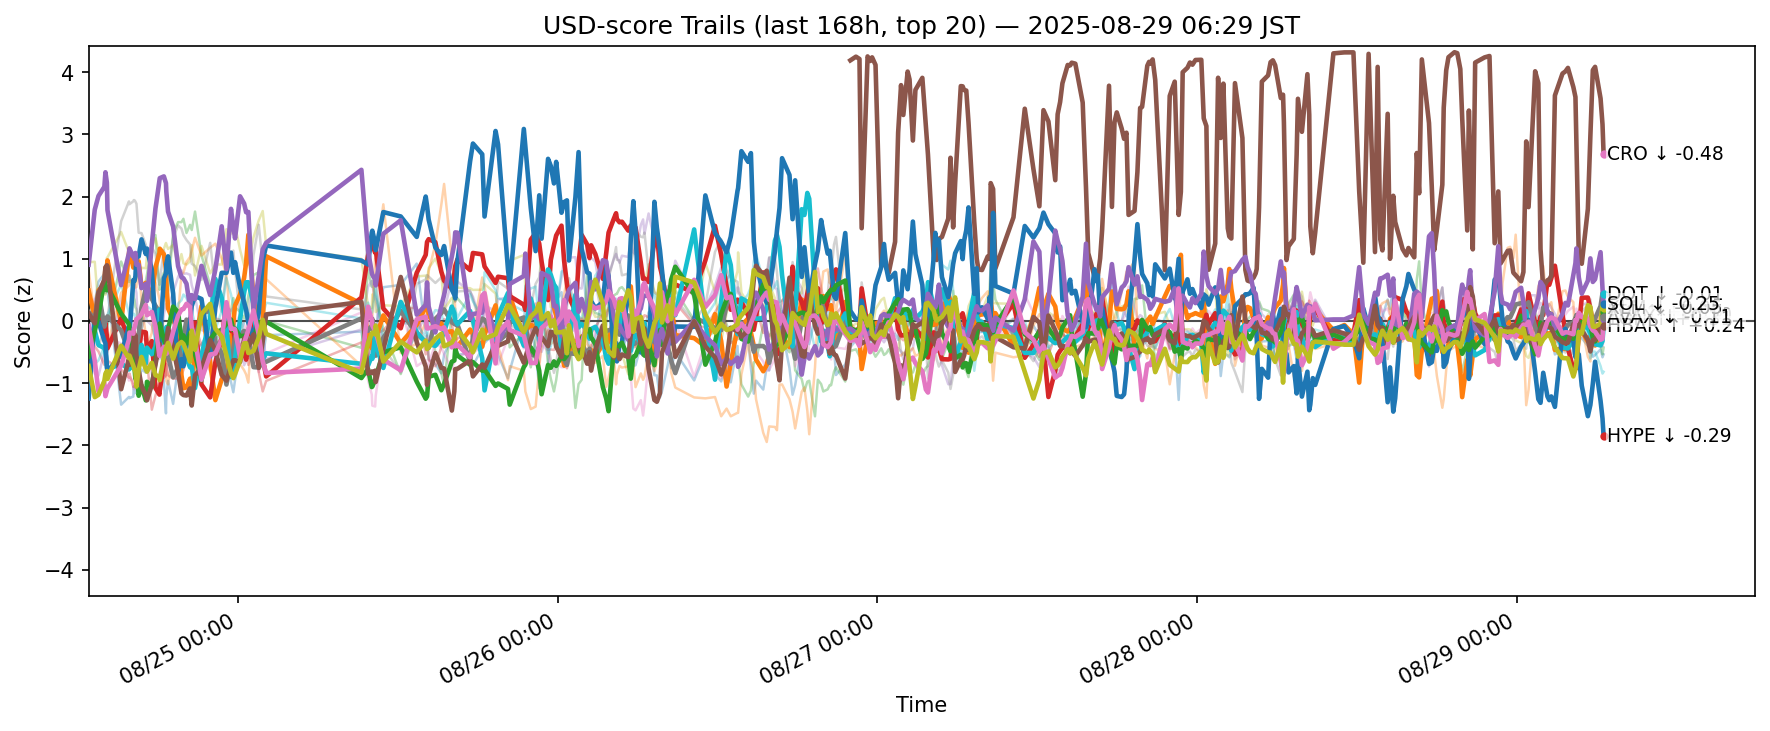 USD-score Trails (last 168h, top 20) — 2025-08-29 06:29 JST
Score (z)
4
3
2
1
0
−1
−2
−3
−4
CRO ↓ -0.48
DOT ↓ -0.01
SOL ↓ -0.25
HBAR ↑ +0.24
HYPE ↓ -0.29
08/25 00:00
08/26 00:00
08/27 00:00
08/28 00:00
08/29 00:00
Time